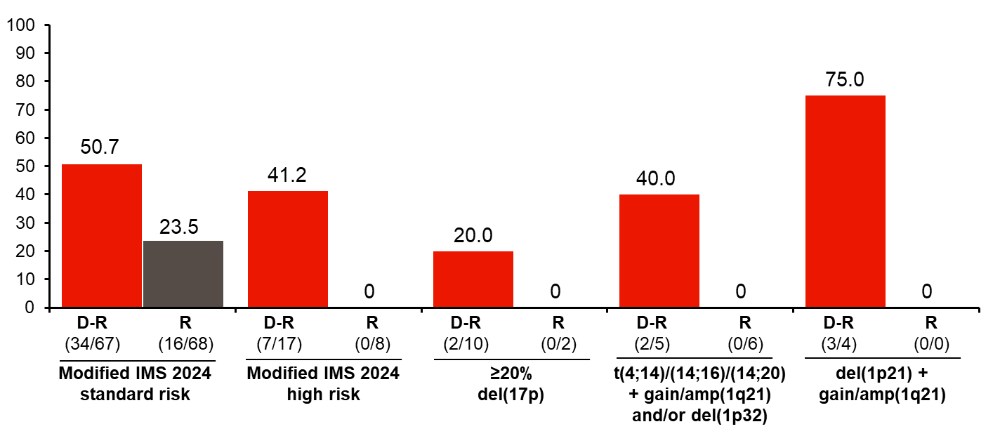 100
90
80
70
60
50
40
30
20
10
0
50.7
23.5
41.2
0
20.0
0
40.0
0
75.0
0
D-R
(34/67)
R
(16/68)
Modified IMS 2024
standard risk
D-R
(7/17)
R
(0/8)
Modified IMS 2024
high risk
D-R
(2/10)
R
(0/2)
≥20%
del(17p)
D-R
(2/5)
R
(0/6)
t(4;14)/(14;16)/(14;20)
+ gain/amp(1q21)
and/or del(1p32)
D-R
(3/4)
R
(0/0)
del(1p21) +
gain/amp(1q21)